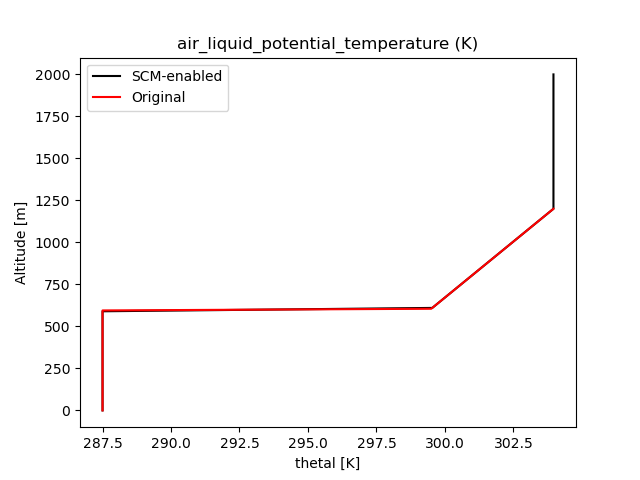 air_liquid_potential_temperature (K)
SCM-enabled
Original
Altitude [m]
2000
1750
1500
1250
1000
750
500
250
0
287.5 290.0 292.5 295.0 297.5 300.0 302.5
thetal [K]